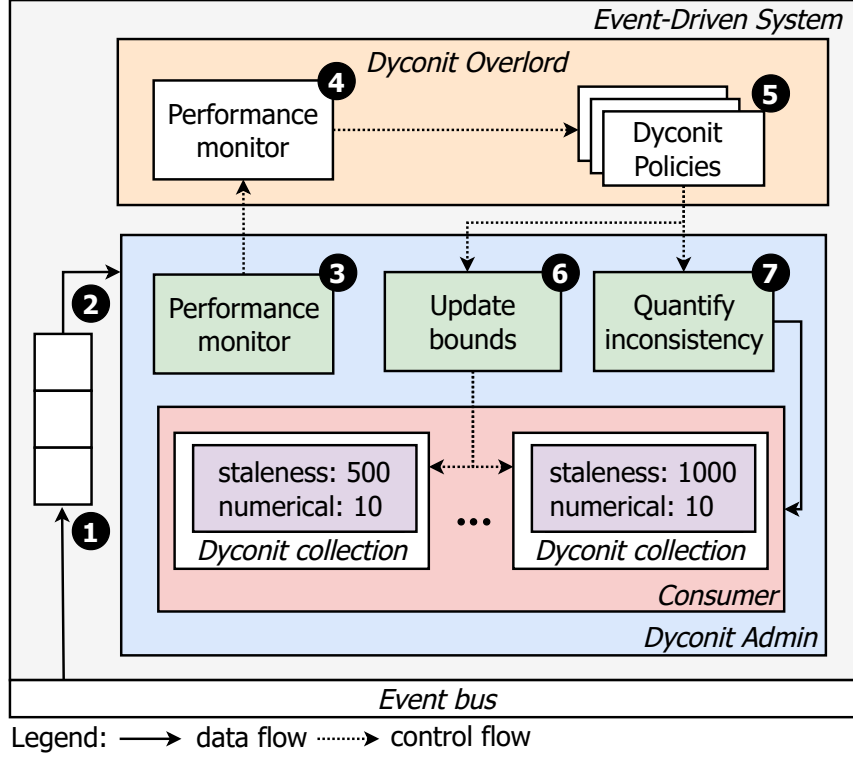 Event-Driven System
Dyconit Overlord
4
Performance
monitor
5
Dyconit
Policies
2
3
Performance
monitor
6
Update
bounds
7
Quantify
inconsistency
staleness: 500
numerical: 10
Dyconit collection
...
staleness: 1000
numerical: 10
Dyconit collection
1
Consumer
Dyconit Admin
Event bus
Legend: data flow control flow